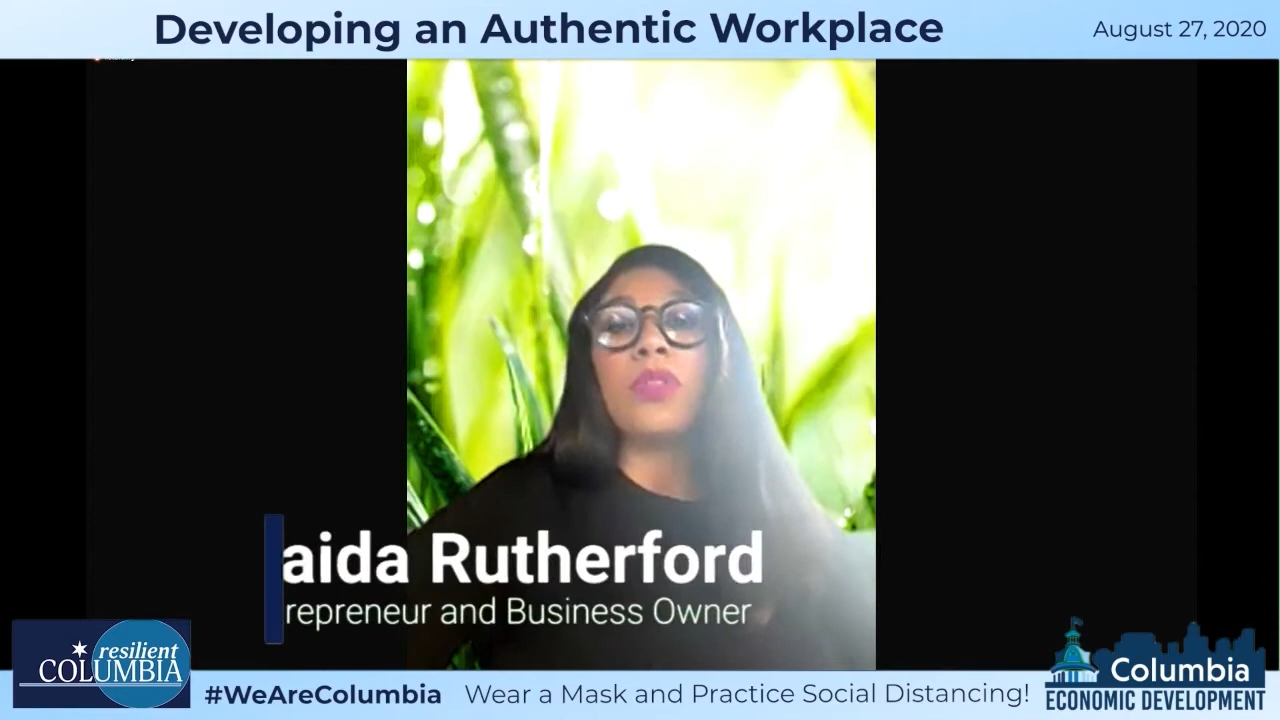 Developing an Authentic Workplace
August 27, 2020
aida Rutherford
repreneur and Business Owner
resilient
COLUMBIA
#WeAreColumbia
Wear a Mask and Practice Social Distancing!
Columbia
ECONOMIC DEVELOPMENT